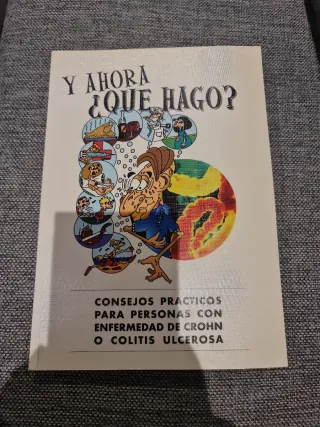 Y AHORA
¿QUE HAGO?
CONSEJOS PRACTICOS
PARA PERSONAS CON
ENFERMEDAD DE CROHN
O COLITIS ULCEROSA